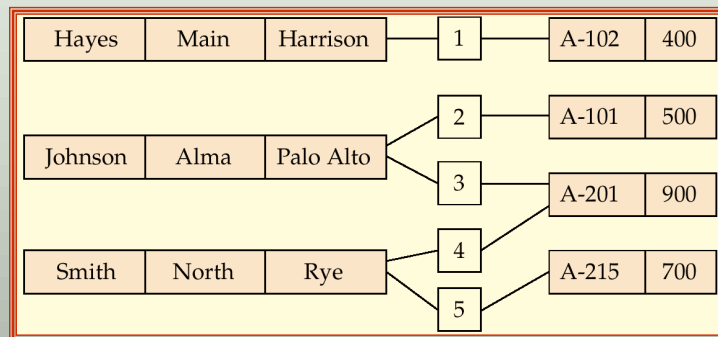 Hayes Main Harrison 1 A-102 400
2 A-101 500
Johnson Alma Palo Alto
3
A-201 900
4
Smith North Rye A-215 700
5